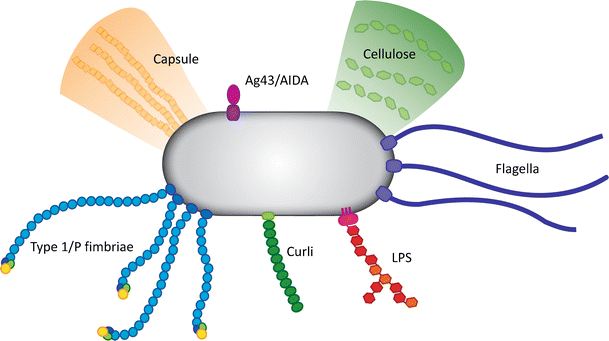 Capsule
Cellulose
Ag43/AIDA
Flagella
Type 1/P fimbriae
Curli
LPS